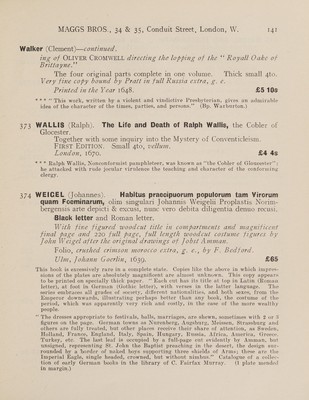 MAGGS BROS., 34 & 35, Conduit Street, London, W. 141
Walker (Clement)—continued.
ing of OLIVER CROMWELL directing the lopping of the "Royall Oake of
Brittayne."
The four original parts complete in one volume. Thick small 4to.
Very fine copy bound by Pratt in full Russia extra, g. e.
Printed in the Year 1648. £5 10s
*** "This work, written by a violent and vindictive Presbyterian, gives an admirable
idea of the character of the times, parties, and persons." (Bp. Warburton.)
373 WALLIS (Ralph). The Life and Death of Ralph Wallis, the Cobler of
Glocester.
Together with some inquiry into the Mystery of Conventicleism.
FIRST EDITION. Small 4to, vellum.
London, 1670. £4 4s
*** Ralph Wallis, Nonconformist pamphleteer, was known as "the Cobler of Glocester";
he attacked with rude jocular virulence the teaching and character of the conforming
clergy.
374 WEIGEL (Johannes). Habitus praecipuorum populorum tam Virorum
quam Fœminarum, olim singulari Johannis Weigelii Proplastis Norim-
bergensis arte depicti & excusi, nunc vero debita diligentia denuo recusi.
Black letter and Roman letter.
With fine figured woodcut title in compartments and magnificent
final page and 220 full page, full length woodcut costume figures by
John Weigel after the original drawings of Jobst Amman.
Folio, crushed crimson morocco extra, g. e., by F. Bedford.
Ulm, Johann Goerlin, 1639. £65
This book is excessively rare in a complete state. Copies like the above in which impres-
sions of the plates are absolutely magnificent are almost unknown. This copy appears
to be printed on specially thick paper. "Each cut has its title at top in Latin (Roman
letter), at foot in German (Gothic letter), with verses in the latter language. The
series embraces all grades of society, different nationalities, and both sexes, from the
Emperor downwards, illustrating perhaps better than any book, the costume of the
period, which was apparently very rich and costly, in the case of the more wealthy
people.
"The dresses appropriate to festivals, balls, marriages, are shewn, sometimes with 2 or 3
figures on the page. German towns as Nuremberg, Augsburg, Meissen, Strassburg and
others are fully treated, but other places receive their share of attention, as Sweden,
Holland, France, England, Italy, Spain, Hungary, Russia, Africa, America, Greece,
Turkey, etc. The last leaf is occupied by a full-page cut evidently by Amman, but
unsigned, representing St. John the Baptist preaching in the desert, the design sur-
rounded by a border of naked boys supporting three shields of Arms; these are the
Imperial Eagle, single headed, crowned, but without nimbus." Catalogue of a collec-
tion of early German books in the library of C. Fairfax Murray. (1 plate mended
in margin.)